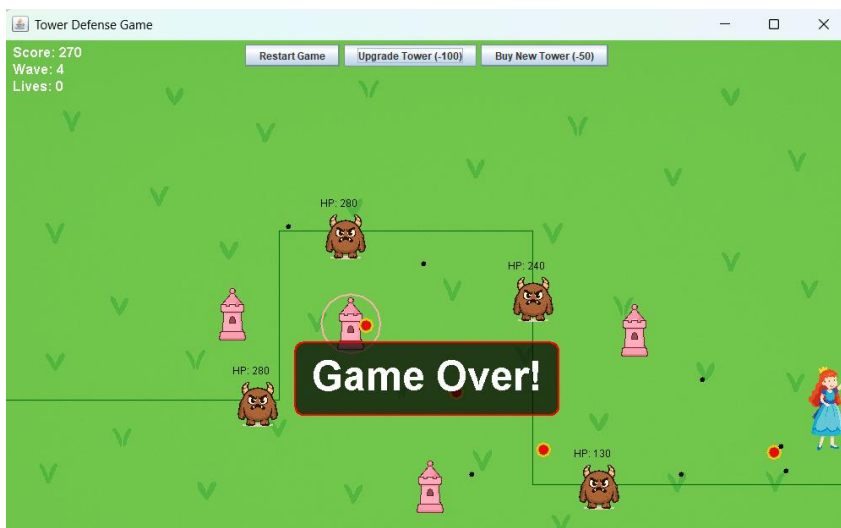 Tower Defense Game
Score: 270
Wave: 4
Lives: 0
Restart Game
Upgrade Tower (-100)
Buy New Tower (-50)
HP: 280
HP: 240
HP: 280
Game Over!
HP: 130